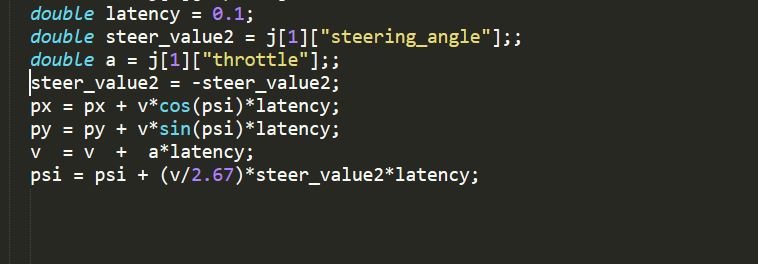 double latency = 0.1;
double steer_value2 = j[1]["steering_angle"];;
double a = j[1]["throttle"];;
steer_value2 = -steer_value2;
px = px + v*cos(psi)*latency;
py = py + v*sin(psi)*latency;
v  = v  +  a*latency;
psi = psi + (v/2.67)*steer_value2*latency;